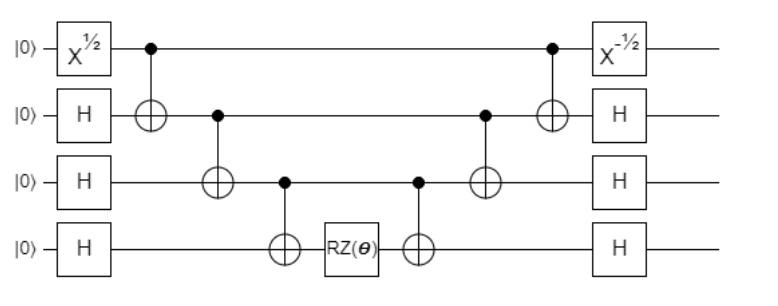 |0⟩ X½ X-½
|0⟩ H H
|0⟩ H H
|0⟩ H RZ(θ) H